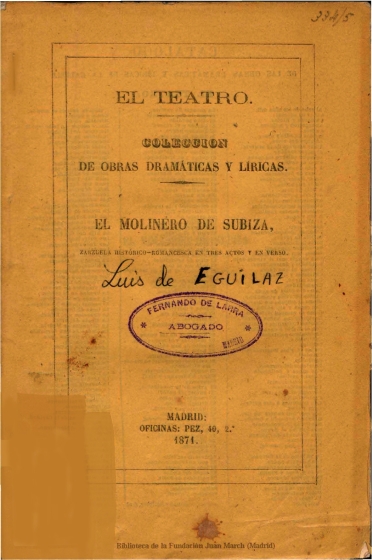 334/5
EL TEATRO.
COLECCION
DE OBRAS DRAMÁTICAS Y LÍRICAS.
EL MOLINERO DE SUBIZA,
ZARZUELA HISTÓRICO-ROMANCESCA EN TRES ACTOS Y EN VERSO.
Luis de EGUÍLAZ
FERNANDO DE LARRA
ABOGADO
MADRID
MADRID:
OFICINAS: PEZ, 40, 2.º
1871.
Biblioteca de la Fundación Juan March (Madrid)